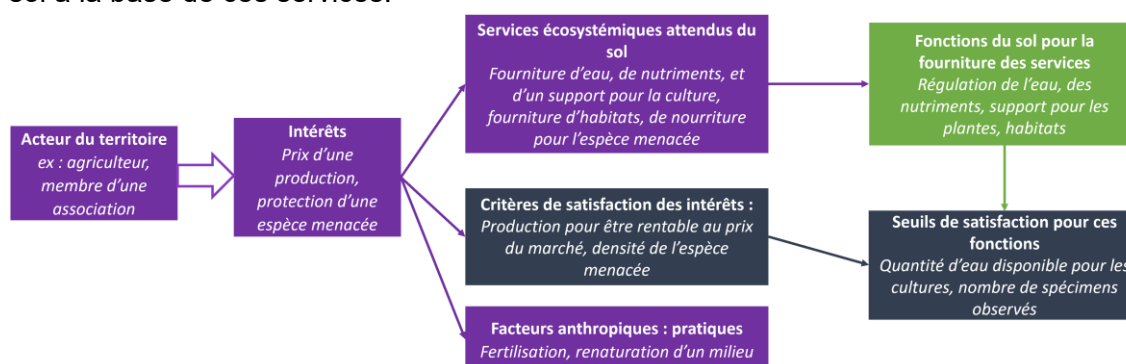 sol à la base de ces services.
Services écosystémiques attendus du
sol
Fourniture d'eau, de nutriments, et
d'un support pour la culture,
fourniture d'habitats, de nourriture
pour l'espèce menacée
Fonctions du sol pour la
fourniture des services
Régulation de l'eau, des
nutriments, support pour les
plantes, habitats
Acteur du territoire
ex : agriculteur,
membre d'une
association
Intérêts
Prix d'une
production,
protection d'une
espèce menacée
Critères de satisfaction des intérêts :
Production pour être rentable au prix
du marché, densité de l'espèce
menacée
Seuils de satisfaction pour ces
fonctions
Quantité d'eau disponible pour les
cultures, nombre de spécimens
observés
Facteurs anthropiques : pratiques
Fertilisation, renaturation d'un milieu